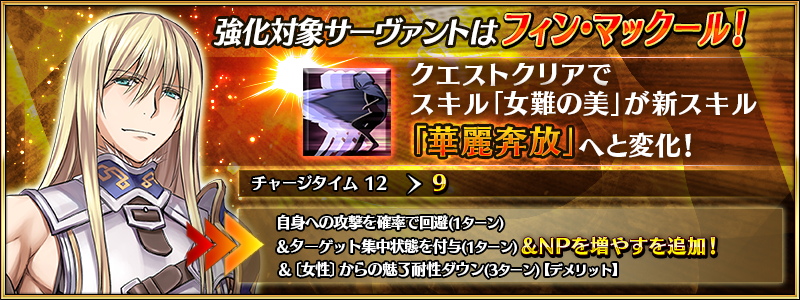 強化対象サーヴァントはフィン・マックール!
クエストクリアで
スキル「女難の美」が新スキル
「華麗奔放」へと変化!
チャージタイム 12 > 9
自身への攻撃を確率で回避(1ターン)
&ターゲット集中状態を付与(1ターン) &NPを増やすを追加!
&〔女性〕からの魅了耐性ダウン(3ターン)【デメリット】